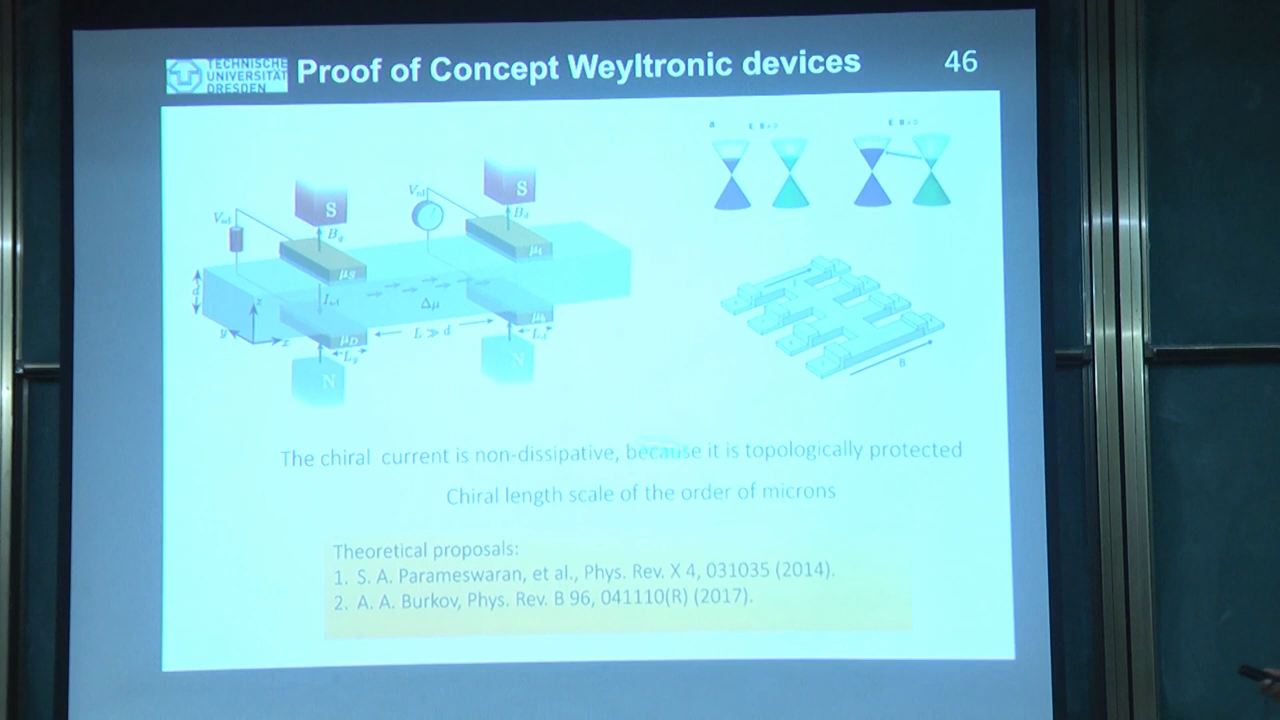 TECHNISCHE
UNIVERSITÄT
DRESDEN
Proof of Concept Weyltronic devices
46
S
S
B
N
N
L ≫ d
Δμ
d
The chiral current is non-dissipative, because it is topologically protected
Chiral length scale of the order of microns
Theoretical proposals:
1. S. A. Parameswaran, et al., Phys. Rev. X 4, 031035 (2014).
2. A. A. Burkov, Phys. Rev. B 96, 041110(R) (2017).